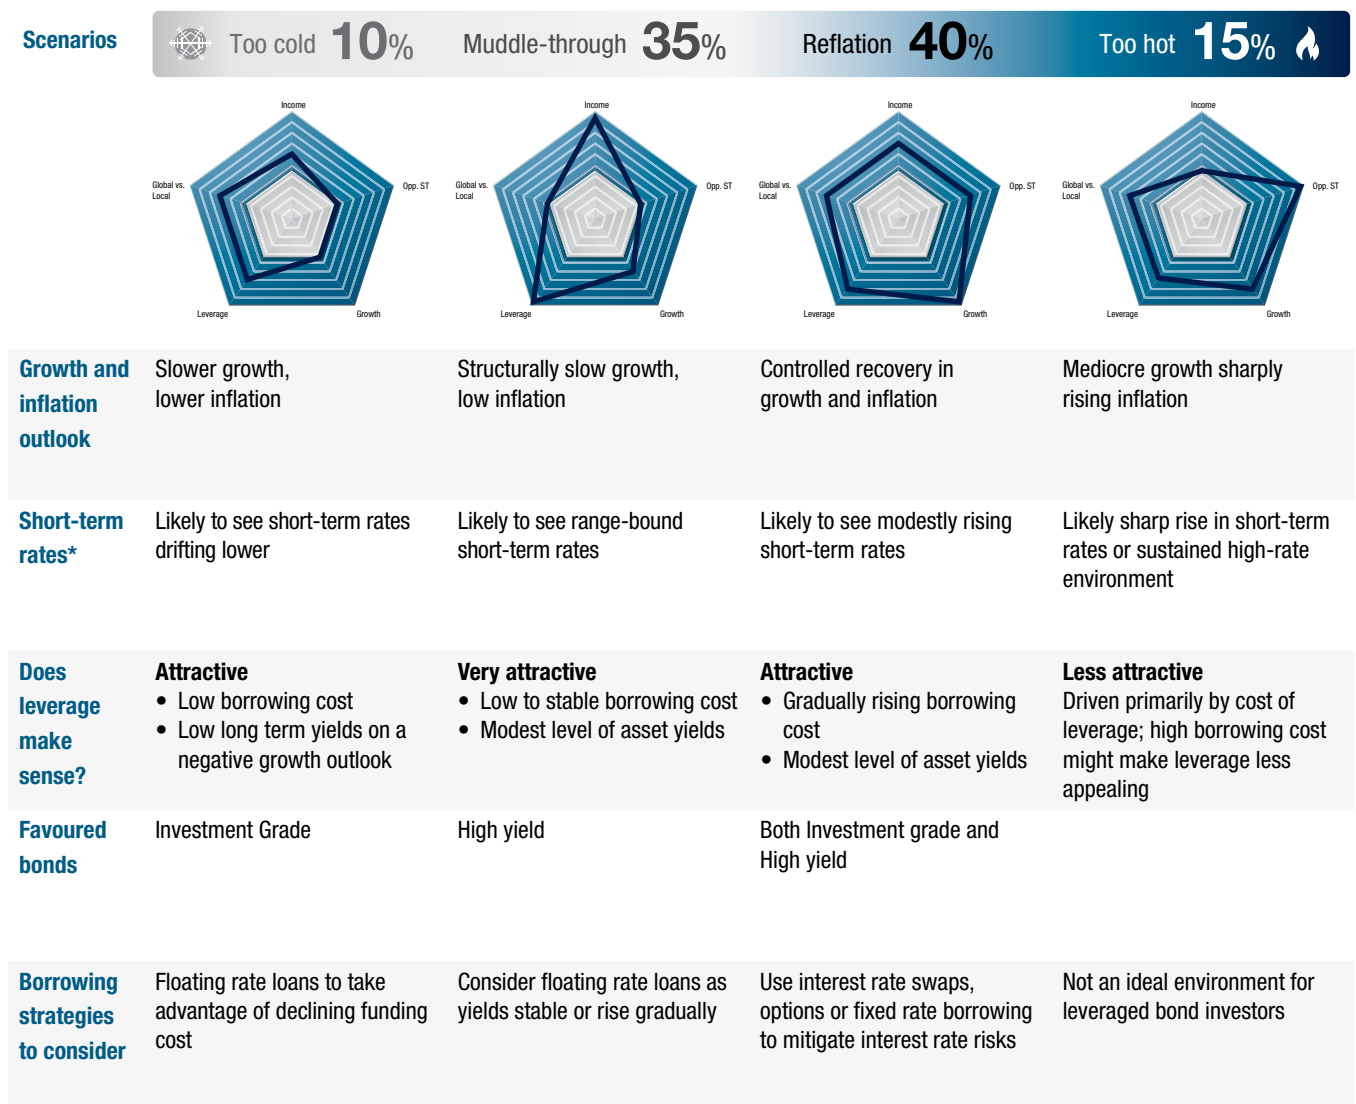 Scenarios
Too cold 10%
Muddle-through 35%
Reflation 40%
Too hot 15%
Income
Global vs.
Local
Opp. ST
Leverage
Growth
Income
Global vs.
Local
Opp. ST
Leverage
Growth
Income
Global vs.
Local
Opp. ST
Leverage
Growth
Income
Global vs.
Local
Opp. ST
Leverage
Growth
Growth and
inflation
outlook
Slower growth,
lower inflation
Structurally slow growth,
low inflation
Controlled recovery in
growth and inflation
Mediocre growth sharply
rising inflation
Short-term
rates*
Likely to see short-term rates
drifting lower
Likely to see range-bound
short-term rates
Likely to see modestly rising
short-term rates
Likely sharp rise in short-term
rates or sustained high-rate
environment
Does
leverage
make
sense?
Attractive
• Low borrowing cost
• Low long term yields on a
negative growth outlook
Very attractive
• Low to stable borrowing cost
• Modest level of asset yields
Attractive
• Gradually rising borrowing
cost
• Modest level of asset yields
Less attractive
Driven primarily by cost of
leverage; high borrowing cost
might make leverage less
appealing
Favoured
bonds
Investment Grade
High yield
Both Investment grade and
High yield
Borrowing
strategies
to consider
Floating rate loans to take
advantage of declining funding
cost
Consider floating rate loans as
yields stable or rise gradually
Use interest rate swaps,
options or fixed rate borrowing
to mitigate interest rate risks
Not an ideal environment for
leveraged bond investors